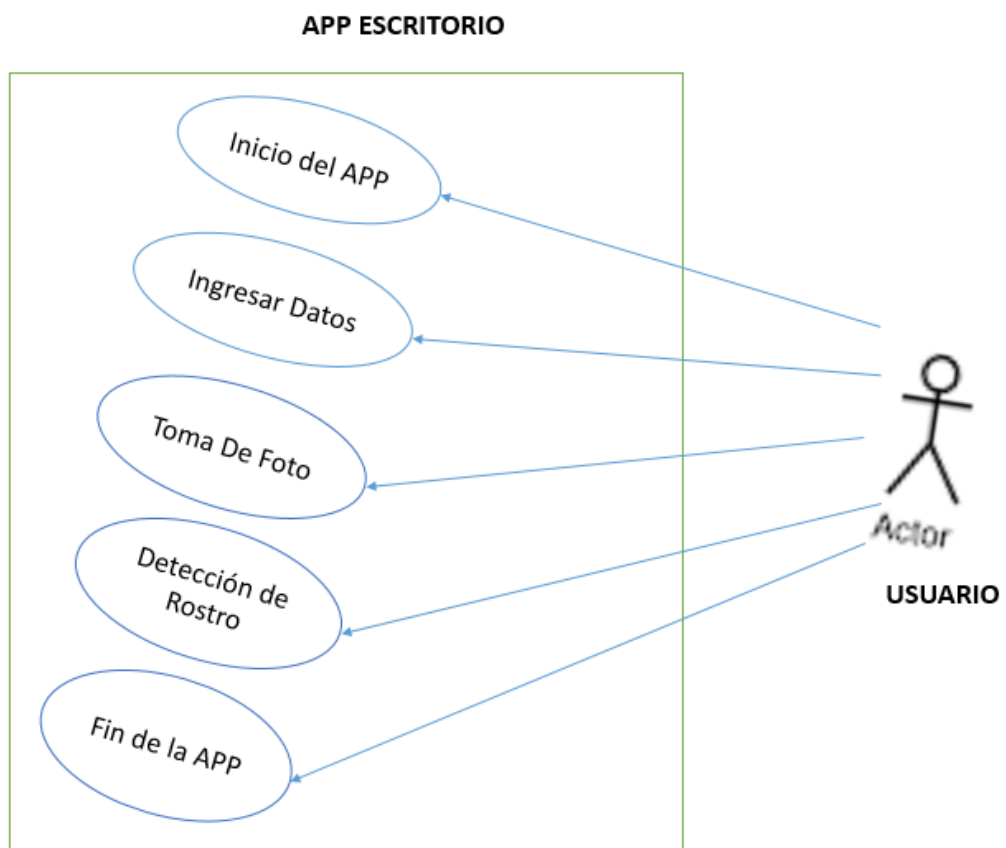 APP ESCRITORIO
Inicio del APP
Ingresar Datos
Toma De Foto
Detección de
Rostro
Fin de la APP
Actor
USUARIO